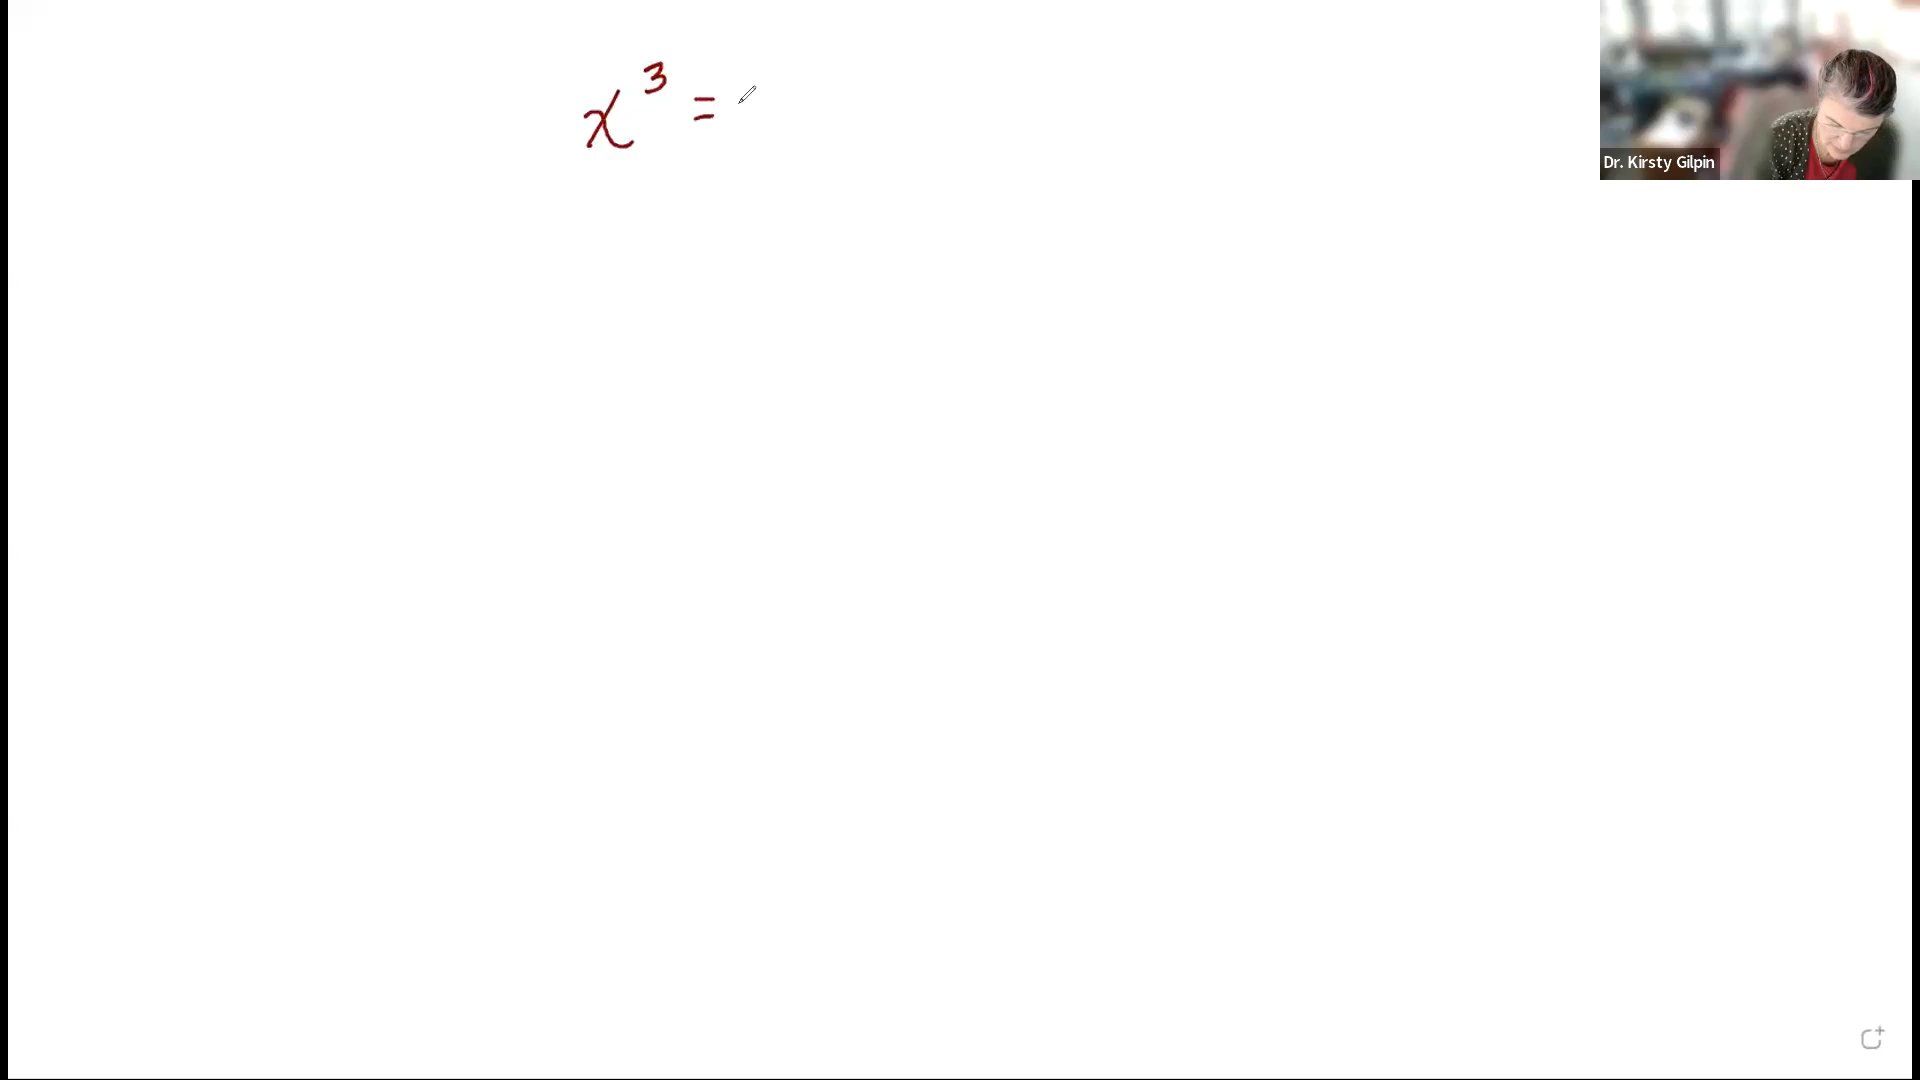 x³ =
Dr. Kirsty Gilpin